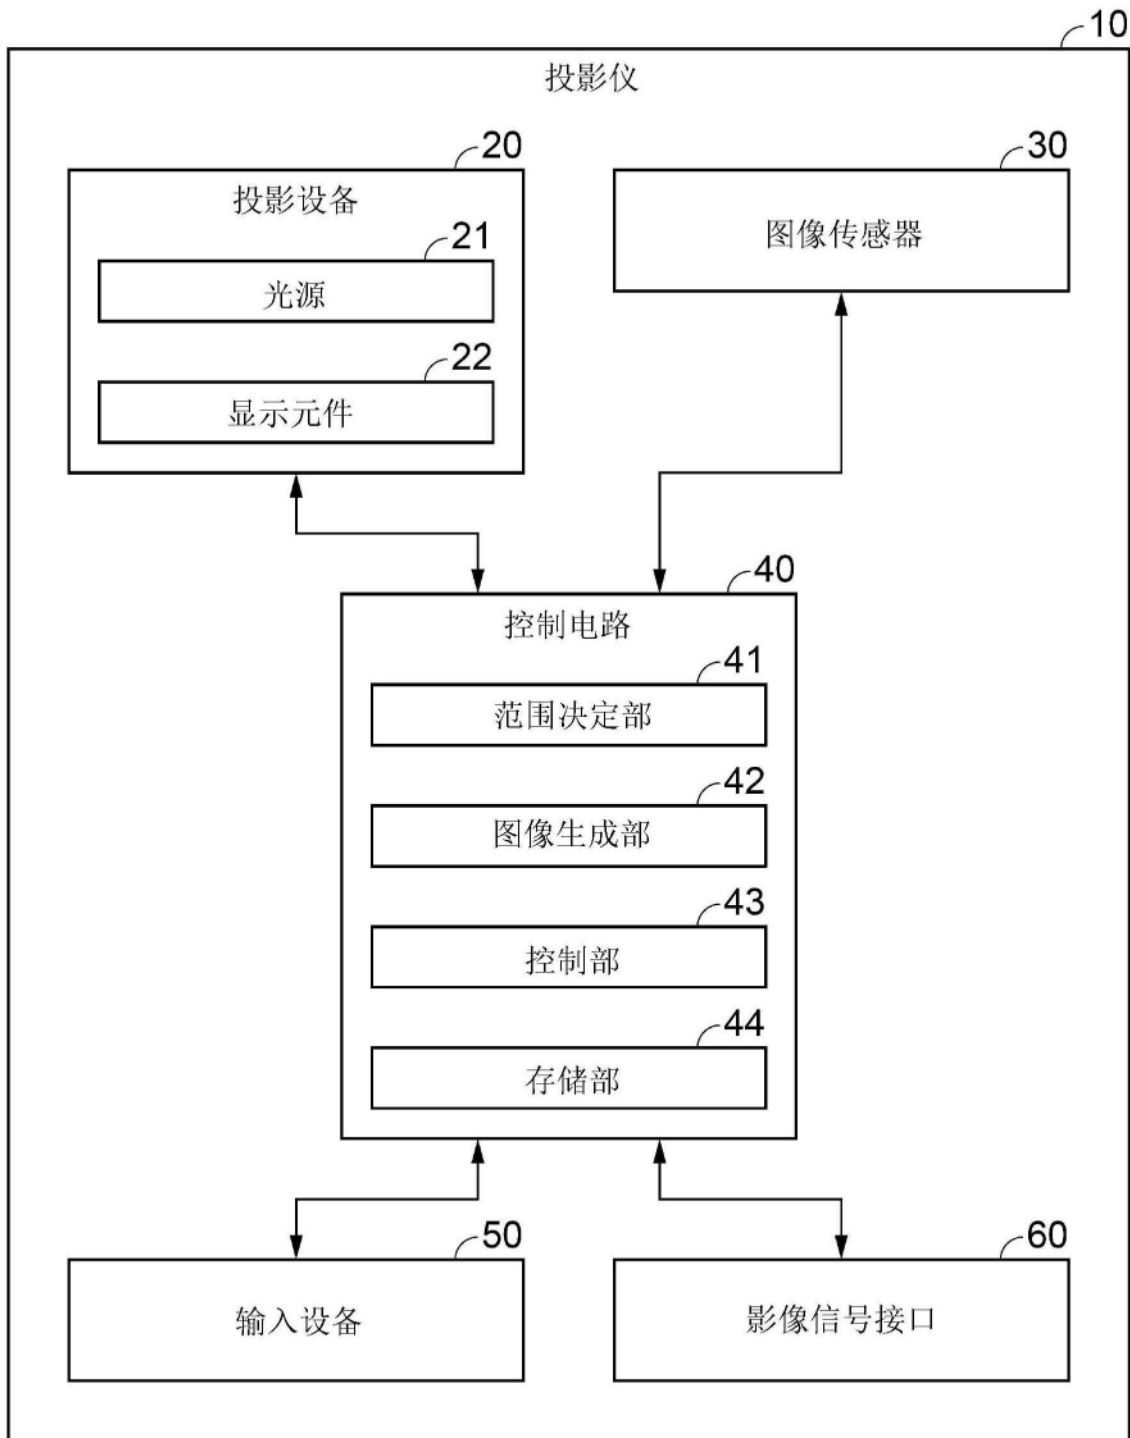 10
投影仪
20
投影设备
21
光源
22
显示元件
30
图像传感器
40
控制电路
41
范围决定部
42
图像生成部
43
控制部
44
存储部
50
输入设备
60
影像信号接口